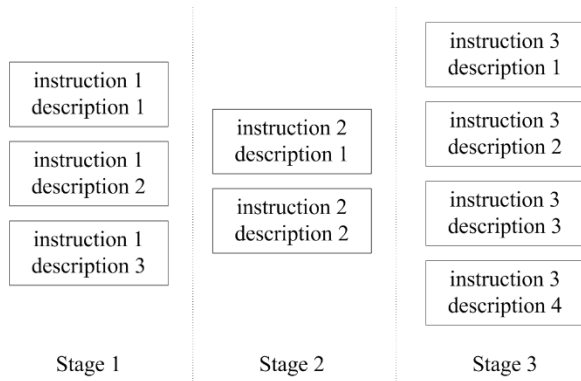 instruction 1
description 1
instruction 1
description 2
instruction 1
description 3
Stage 1
instruction 2
description 1
instruction 2
description 2
Stage 2
instruction 3
description 1
instruction 3
description 2
instruction 3
description 3
instruction 3
description 4
Stage 3